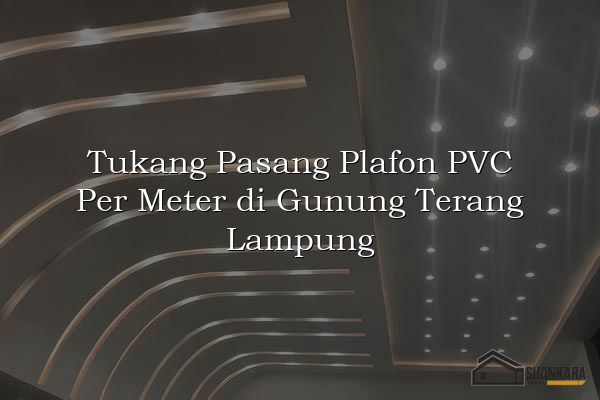 Tukang Pasang Plafon PVC
Per Meter di Gunung Terang
Lampung
SHANKARA